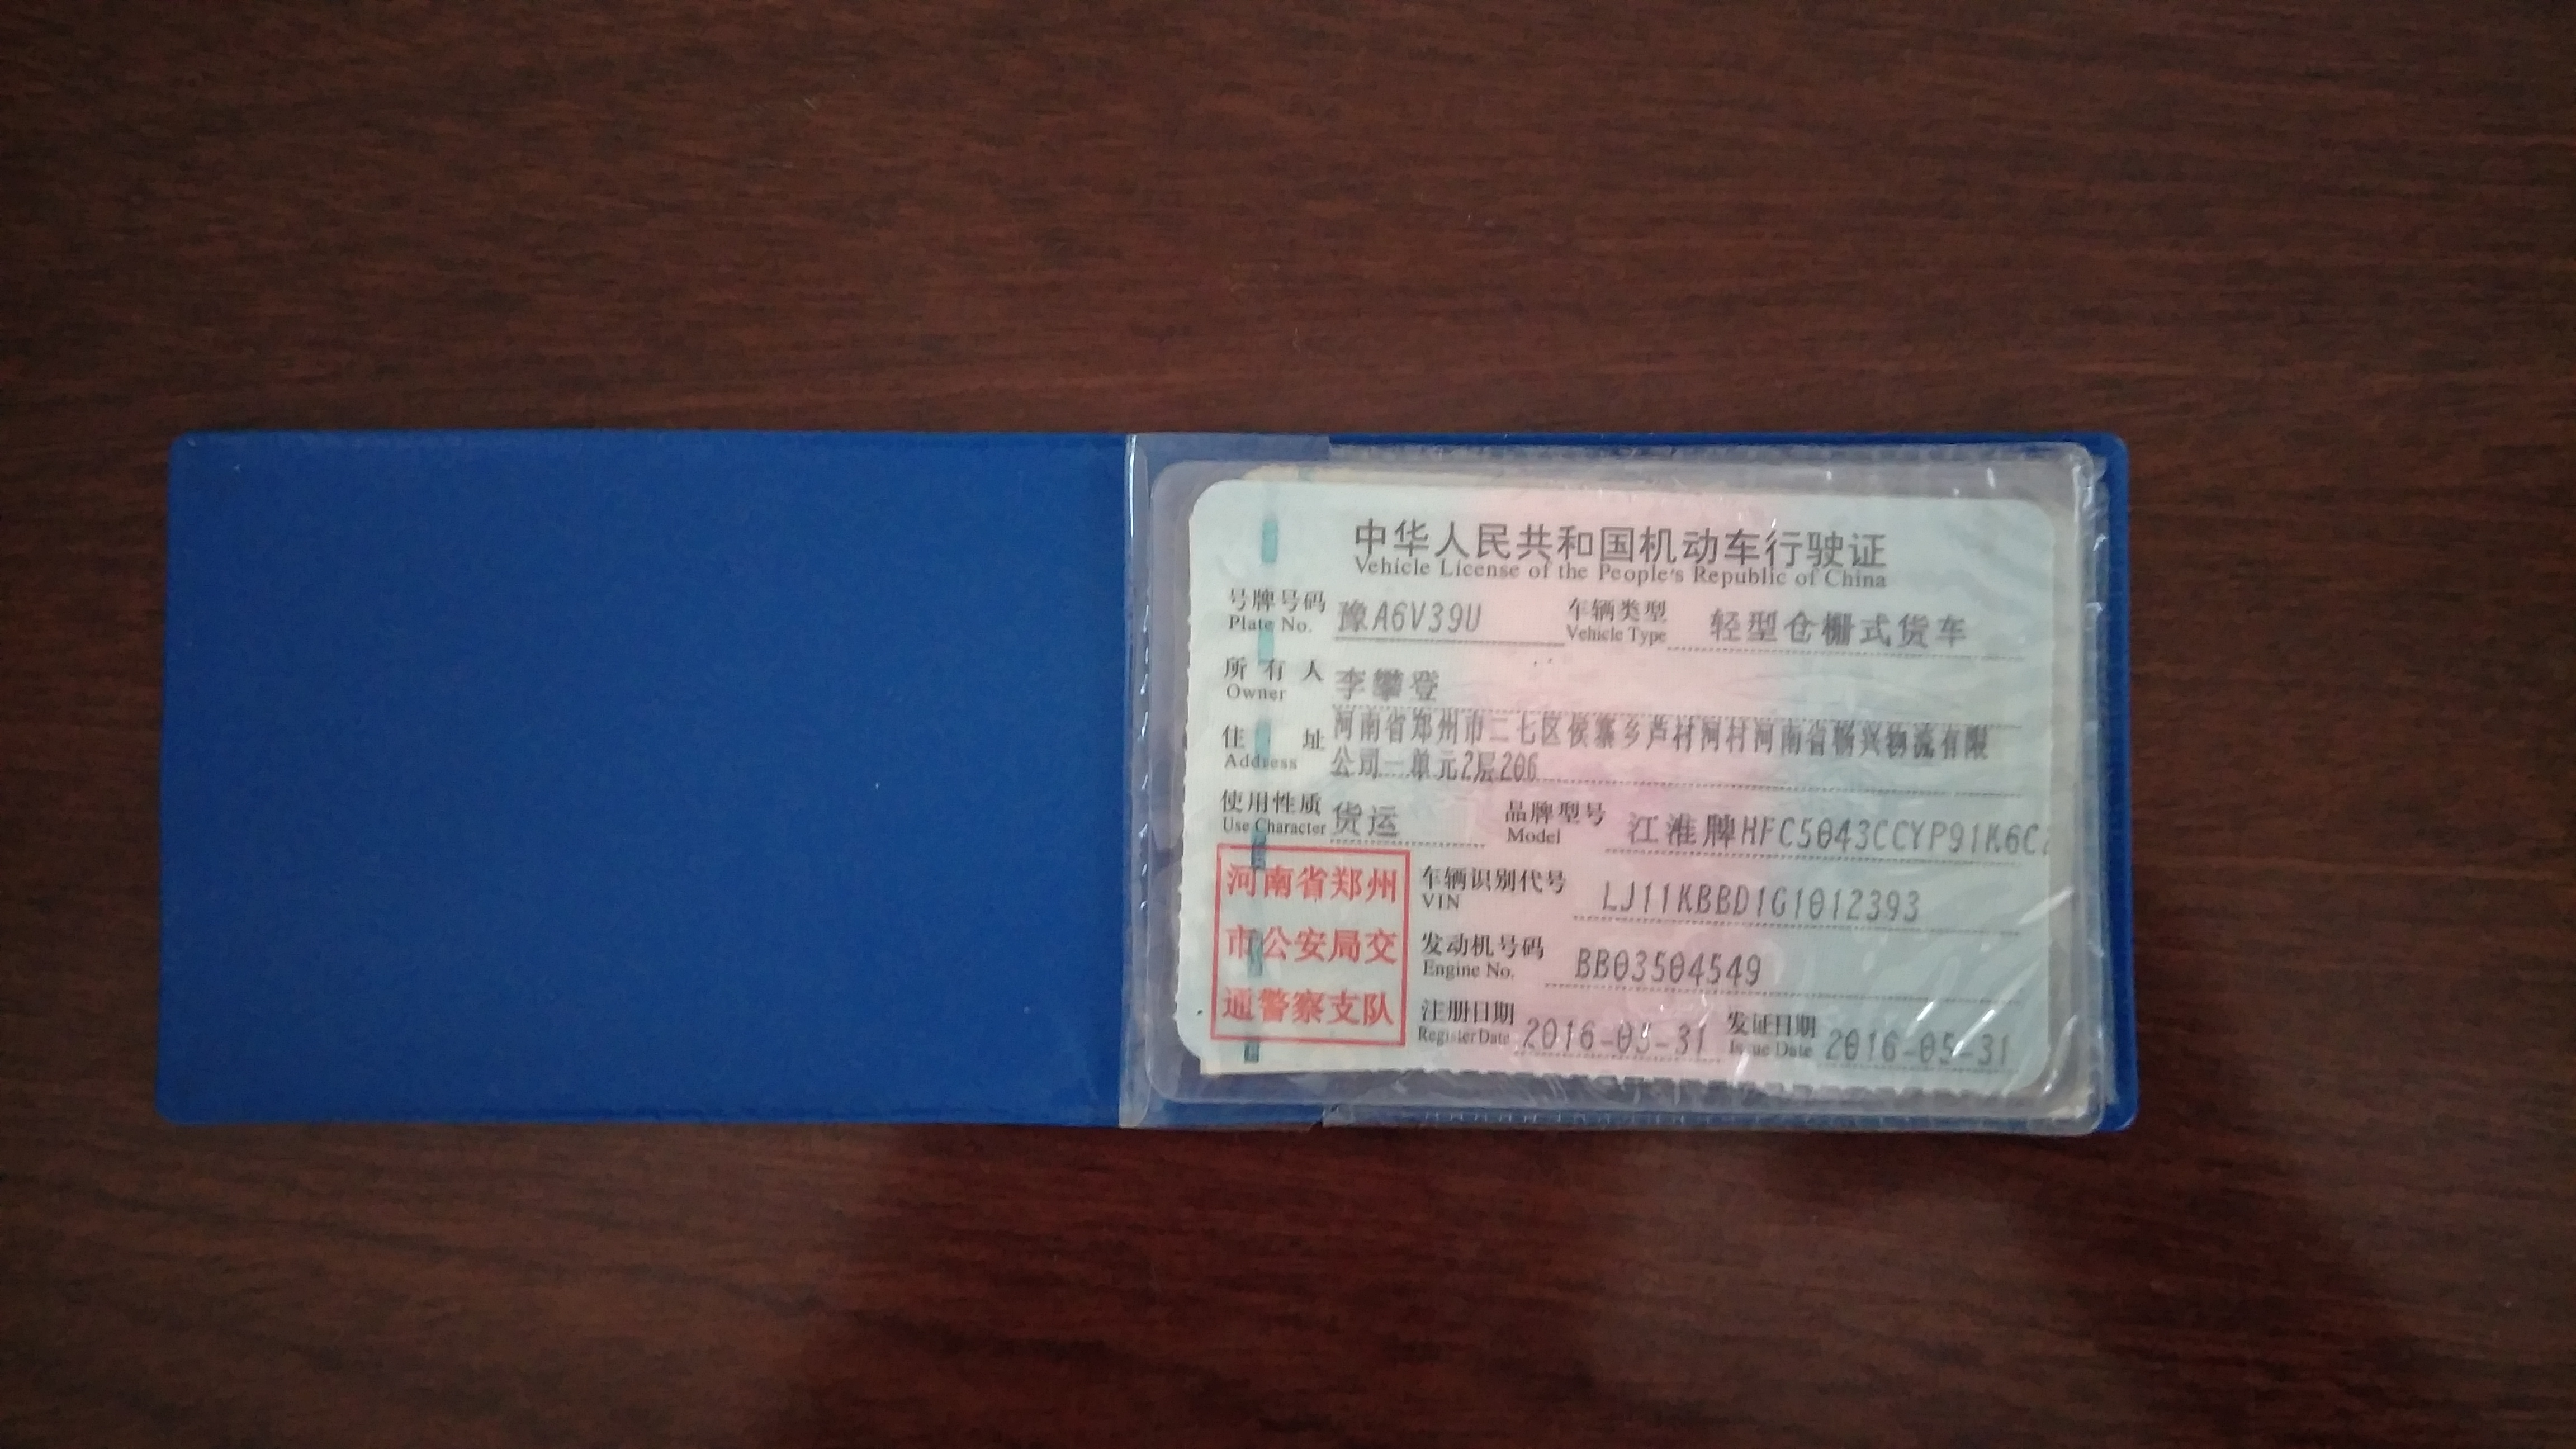 中华人民共和国机动车行驶证
Vehicle License of the People's Republic of China
号牌号码 豫A6V39U 车辆类型 轻型仓栅式货车
Plate No. Vehicle Type
所有人 李攀登
Owner
住址 河南省郑州市二七区侯寨乡芦村河村河南省畅兴物流有限
Address 公司一单元2层206
使用性质 货运 品牌型号 江淮牌HFC5043CCYP91K6C
Use Character Model
河南省郑州
市公安局交
通警察支队
车辆识别代号 LJ11KBBD1G1012393
VIN
发动机号码 BB03504549
Engine No.
注册日期 2016-05-31 发证日期 2016-05-31
Register Date Issue Date